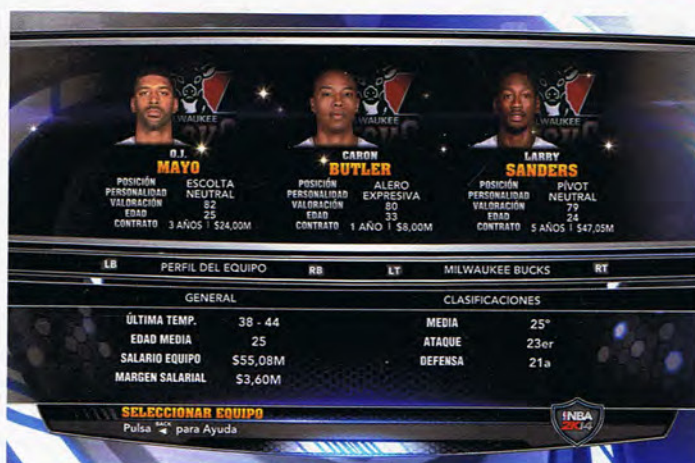 WAUKEE
WAUKEE
WAUKEE
O.J.
MAYO
POSICIÓN ESCOLTA
PERSONALIDAD NEUTRAL
VALORACIÓN 82
EDAD 25
CONTRATO 3 AÑOS | $24,00M
CARON
BUTLER
POSICIÓN ALERO
PERSONALIDAD EXPRESIVA
VALORACIÓN 80
EDAD 33
CONTRATO 1 AÑO | $8,00M
LARRY
SANDERS
POSICIÓN PÍVOT
PERSONALIDAD NEUTRAL
VALORACIÓN 79
EDAD 24
CONTRATO 5 AÑOS | $47,05M
LB PERFIL DEL EQUIPO RB LT MILWAUKEE BUCKS RT
GENERAL
ÚLTIMA TEMP. 38 - 44
EDAD MEDIA 25
SALARIO EQUIPO $55,08M
MARGEN SALARIAL $3,60M
CLASIFICACIONES
MEDIA 25°
ATAQUE 23er
DEFENSA 21a
SELECCIONAR EQUIPO
Pulsa BACK para Ayuda
NBA
2K14